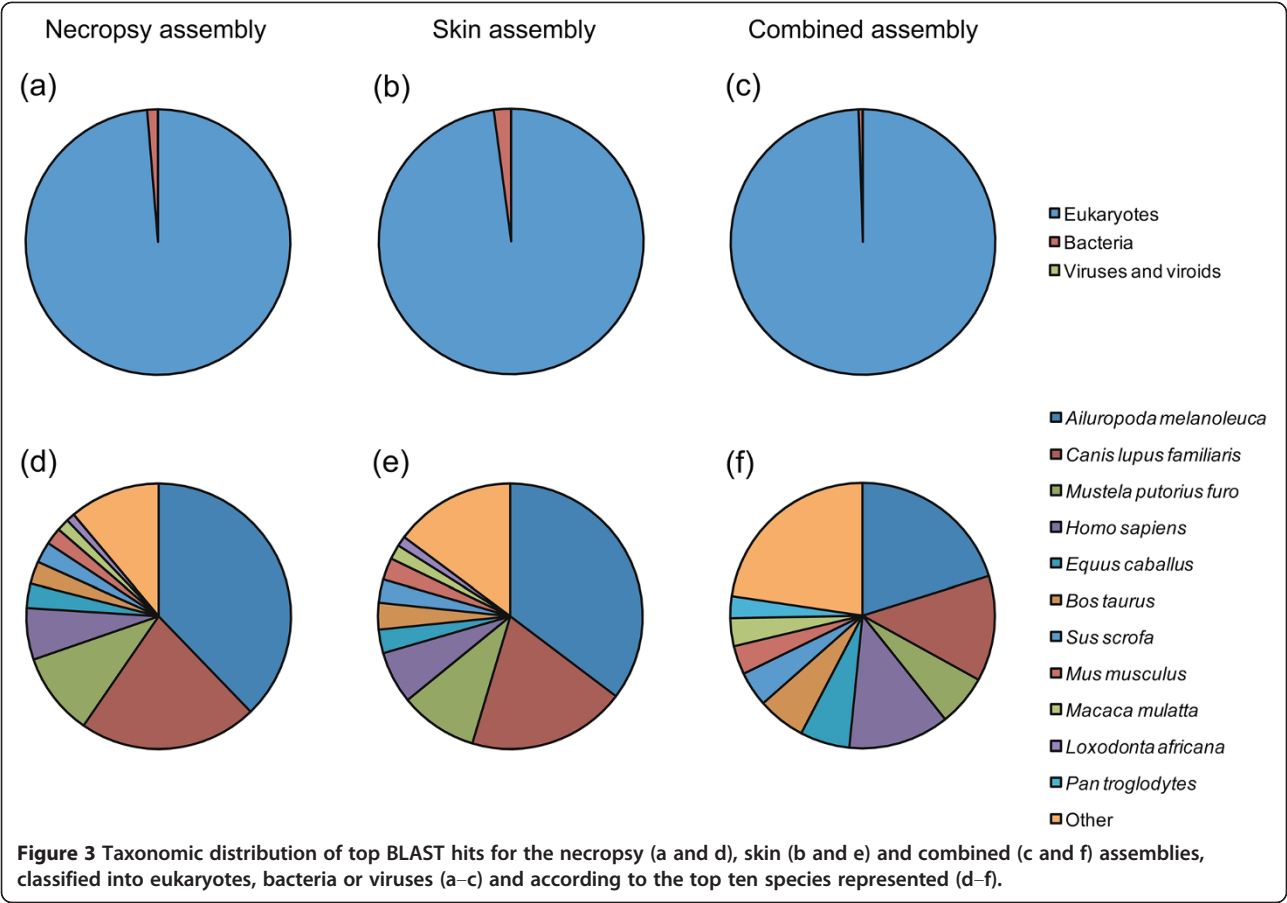 Necropsy assembly
Skin assembly
Combined assembly
(a)
(b)
(c)
Eukaryotes
Bacteria
Viruses and viroids
(d)
(e)
(f)
Ailuropoda melanoleuca
Canis lupus familiaris
Mustela putorius furo
Homo sapiens
Equus caballus
Bos taurus
Sus scrofa
Mus musculus
Macaca mulatta
Loxodonta africana
Pan troglodytes
Other
Figure 3 Taxonomic distribution of top BLAST hits for the necropsy (a and d), skin (b and e) and combined (c and f) assemblies,
classified into eukaryotes, bacteria or viruses (a–c) and according to the top ten species represented (d–f).